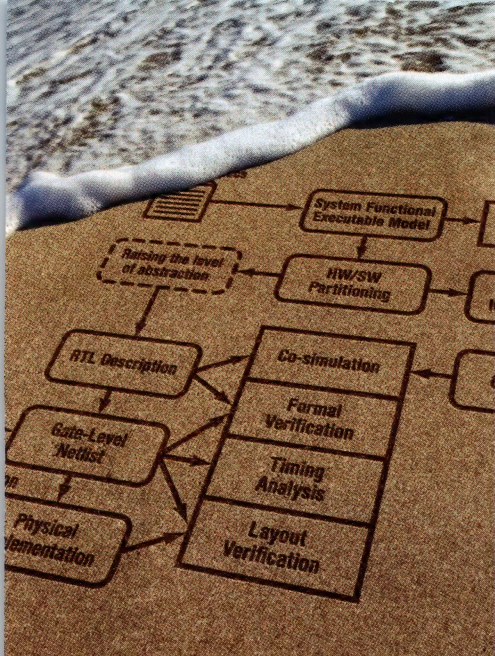 System Functional
Executable Model
Raising the level
of abstraction
HW/SW
Partitioning
RTL Description
Co-simulation
Gate-Level
Netlist
Formal
Verification
Timing
Analysis
Physical
Layout
Verification